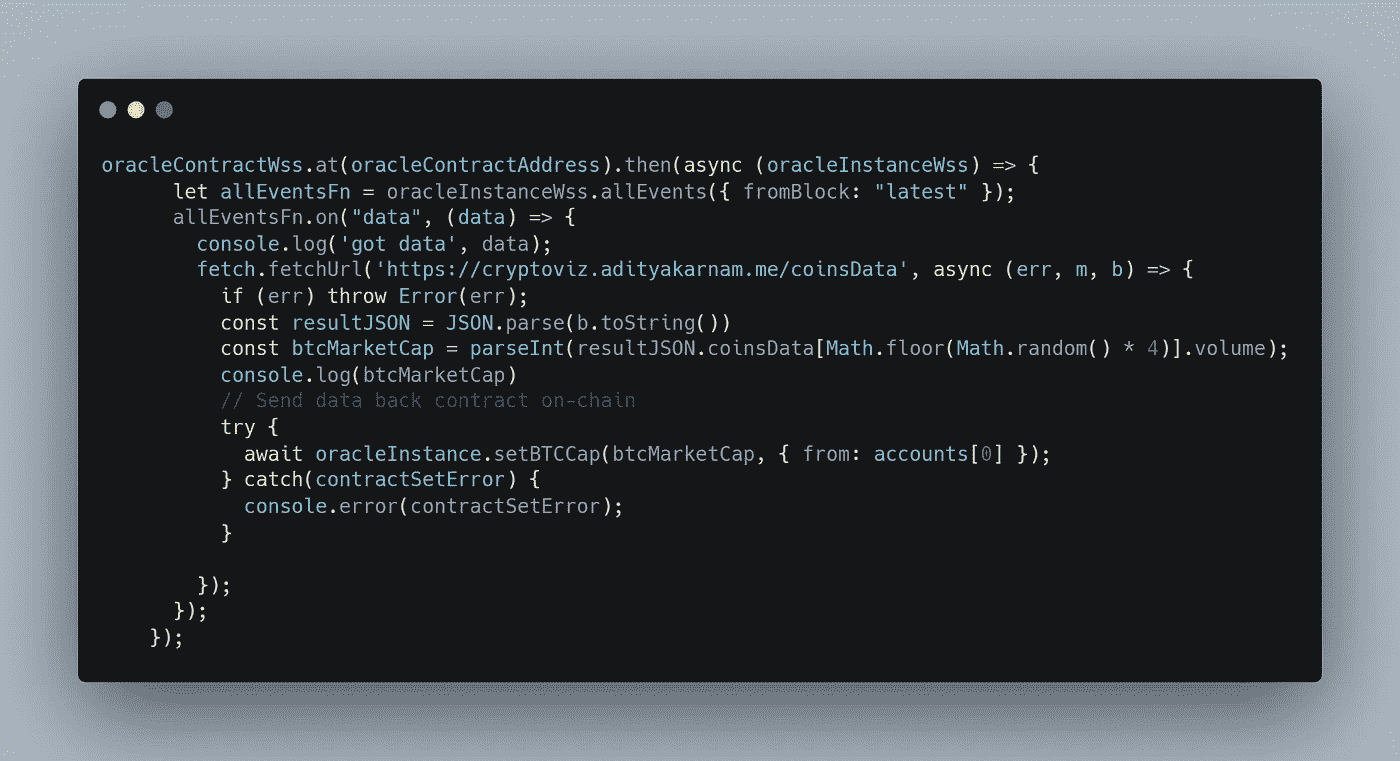 oracleContractWss.at(oracleContractAddress).then(async (oracleInstanceWss) => {
let allEventsFn = oracleInstanceWss.allEvents({ fromBlock: "latest" });
allEventsFn.on("data", (data) => {
console.log('got data', data);
fetch.fetchUrl('https://cryptoviz.adityakarnam.me/coinsData', async (err, m, b) => {
if (err) throw Error(err);
const resultJSON = JSON.parse(b.toString())
const btcMarketCap = parseInt(resultJSON.coinsData[Math.floor(Math.random() * 4)].volume);
console.log(btcMarketCap)
// Send data back contract on-chain
try {
await oracleInstance.setBTCCap(btcMarketCap, { from: accounts[0] });
} catch(contractSetError) {
console.error(contractSetError);
}
});
});
});